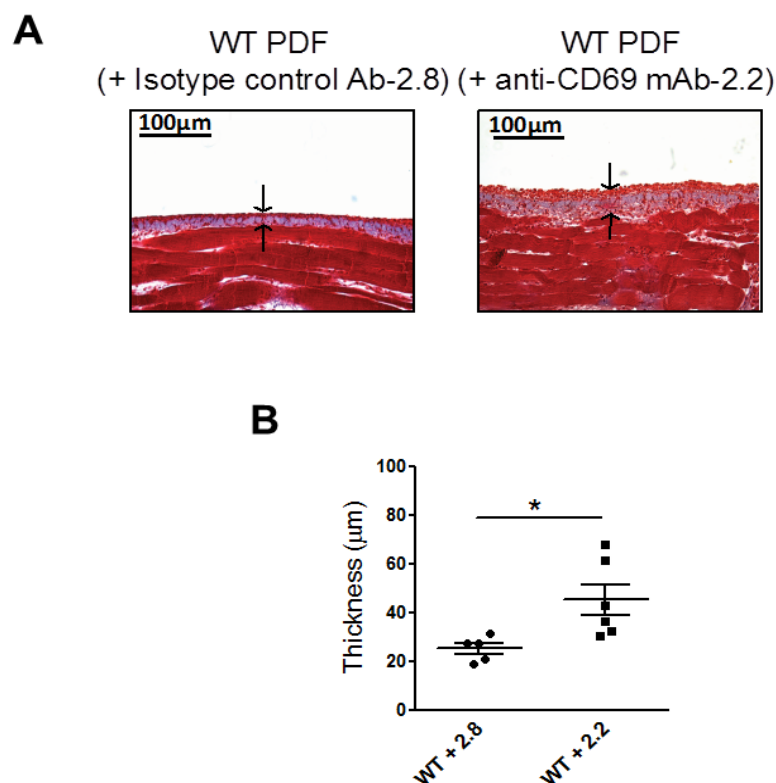 A
WT PDF
(+ Isotype control Ab-2.8)
WT PDF
(+ anti-CD69 mAb-2.2)
100µm
100µm
B
100
80
60
40
20
0
Thickness (µm)
*
WT + 2.8
WT + 2.2